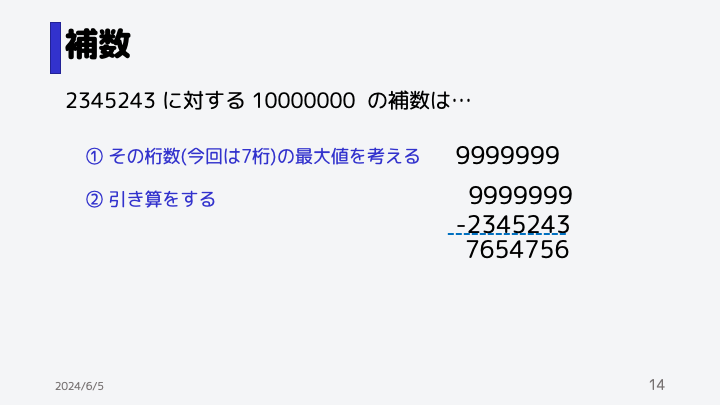 補数
2345243 に対する 10000000 の補数は…
① その桁数(今回は7桁)の最大値を考える 9999999
② 引き算をする 9999999
-2345243
7654756
2024/6/5 14